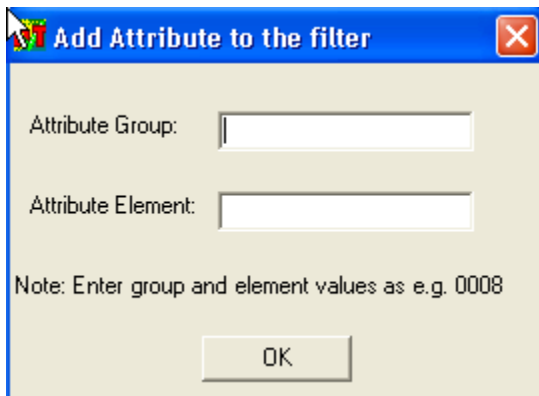 Add Attribute to the filter
Attribute Group:
Attribute Element:
Note: Enter group and element values as e.g. 0008
OK